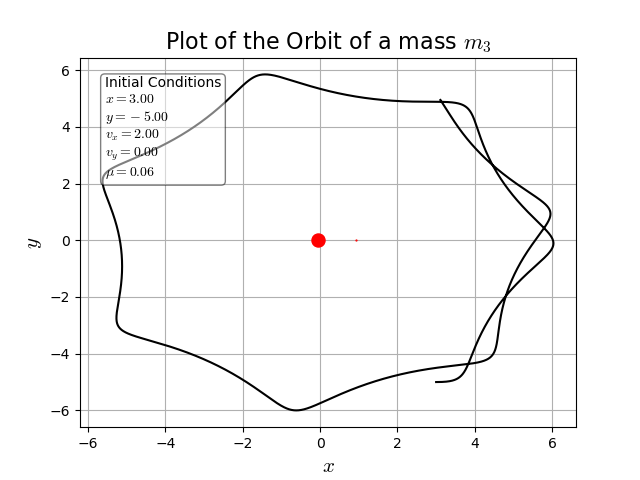 Plot of the Orbit of a mass m₃
Initial Conditions
x = 3.00
y = − 5.00
vₓ = 2.00
v_y = 0.00
μ = 0.06
6
4
2
0
−2
−4
−6
y
−6 −4 −2 0 2 4 6
x